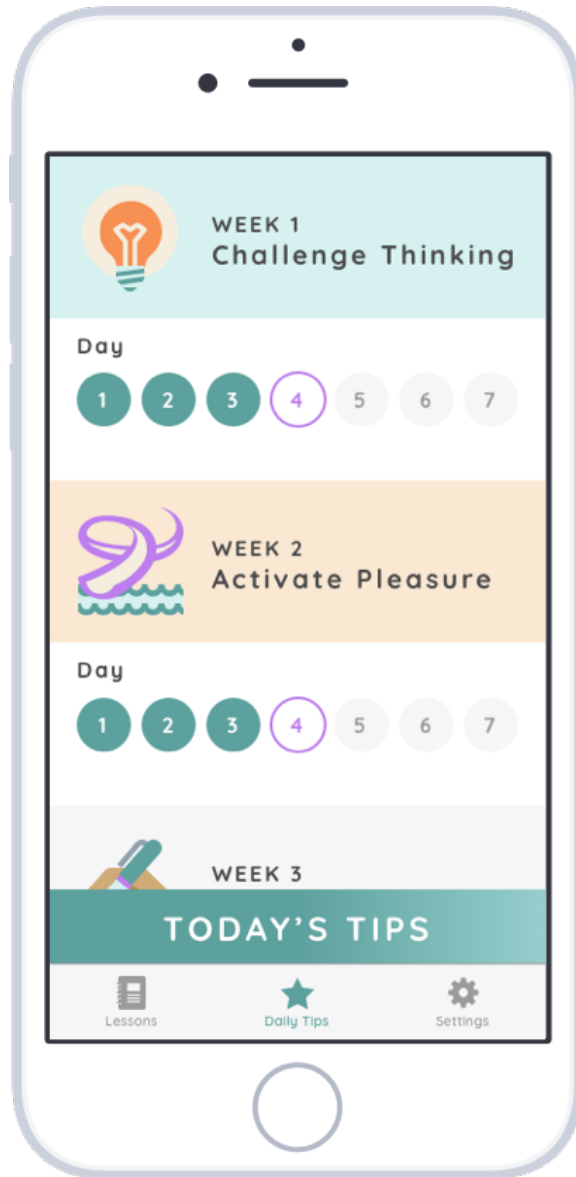 WEEK 1
Challenge Thinking
Day
1 2 3 4 5 6 7
WEEK 2
Activate Pleasure
Day
1 2 3 4 5 6 7
WEEK 3
TODAY'S TIPS
Lessons Daily Tips Settings